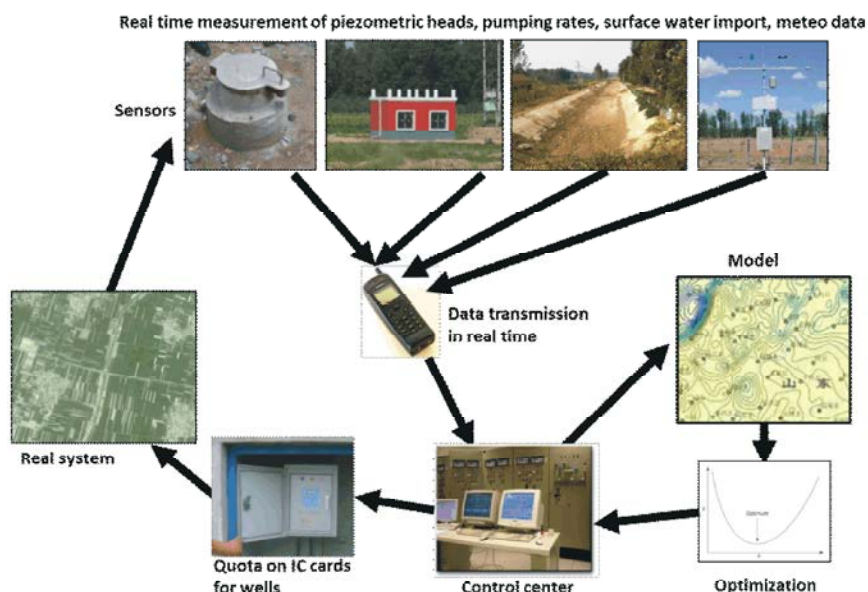 Real time measurement of piezometric heads, pumping rates, surface water import, meteo data
Sensors
Model
Data transmission
in real time
山 东
Real system
Optimum
Quota on IC cards
for wells
Control center
Optimization